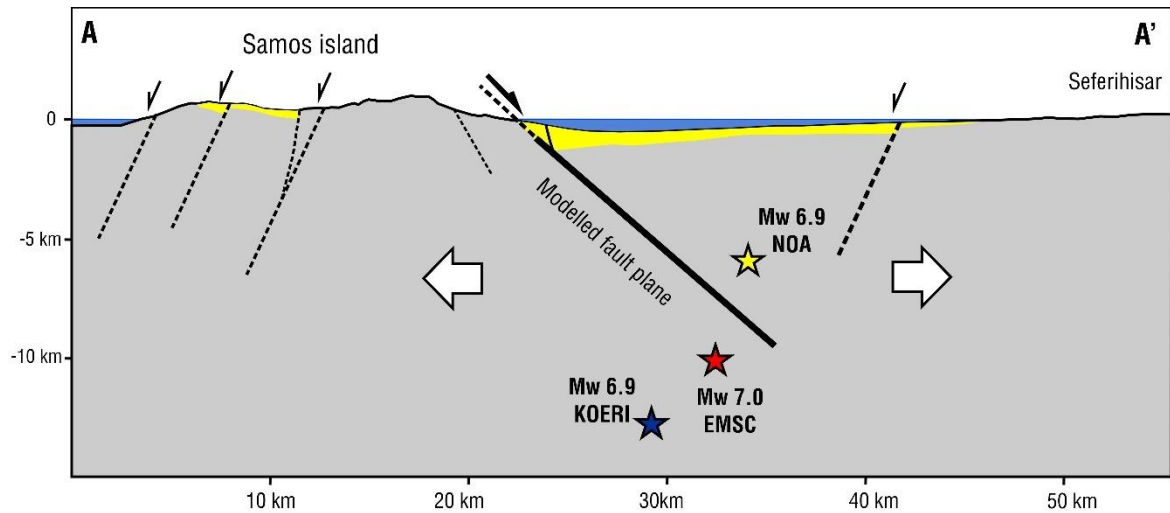 A
Samos island
A'
Seferihisar
0
-5 km
-10 km
Modelled fault plane
Mw 6.9
NOA
Mw 6.9
KOERI
Mw 7.0
EMSC
10 km
20 km
30km
40 km
50 km